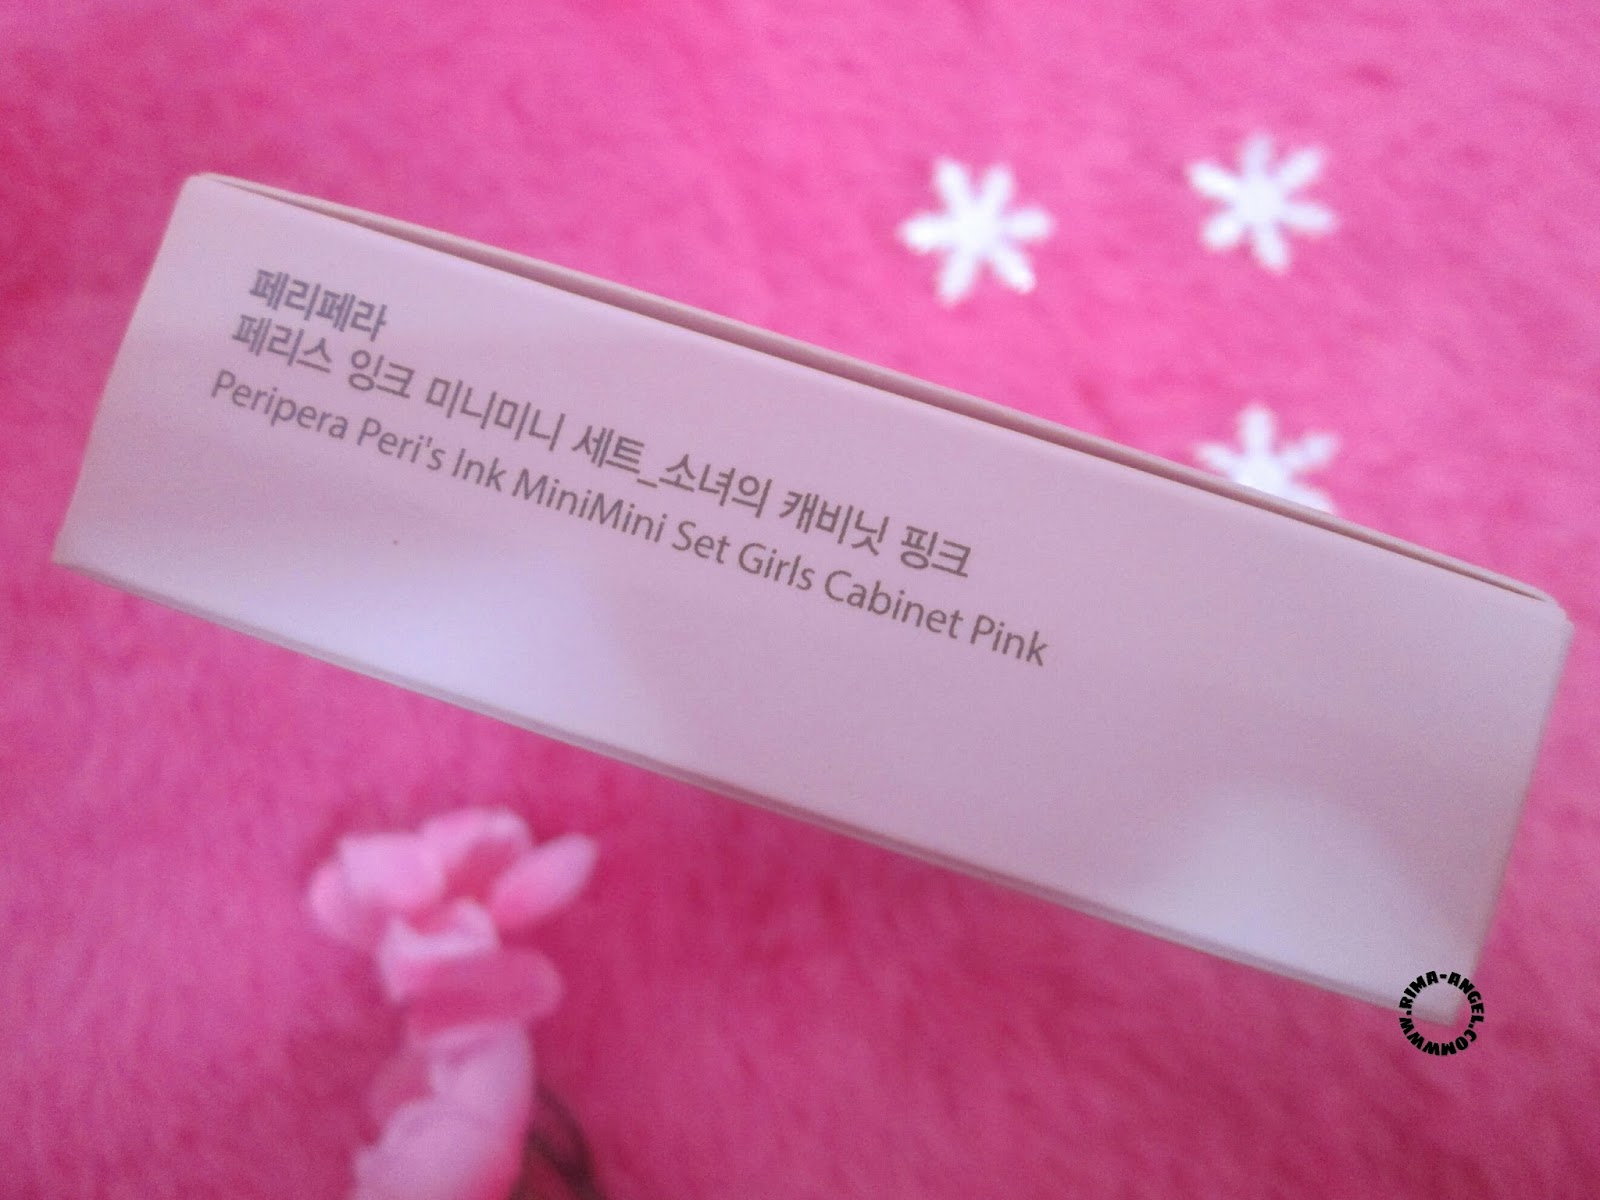 페리페라
페리스 잉크 미니미니 세트_소녀의 캐비닛 핑크
Peripera Peri's Ink MiniMini Set Girls Cabinet Pink
WWW.RIMA-ANGEL.COM